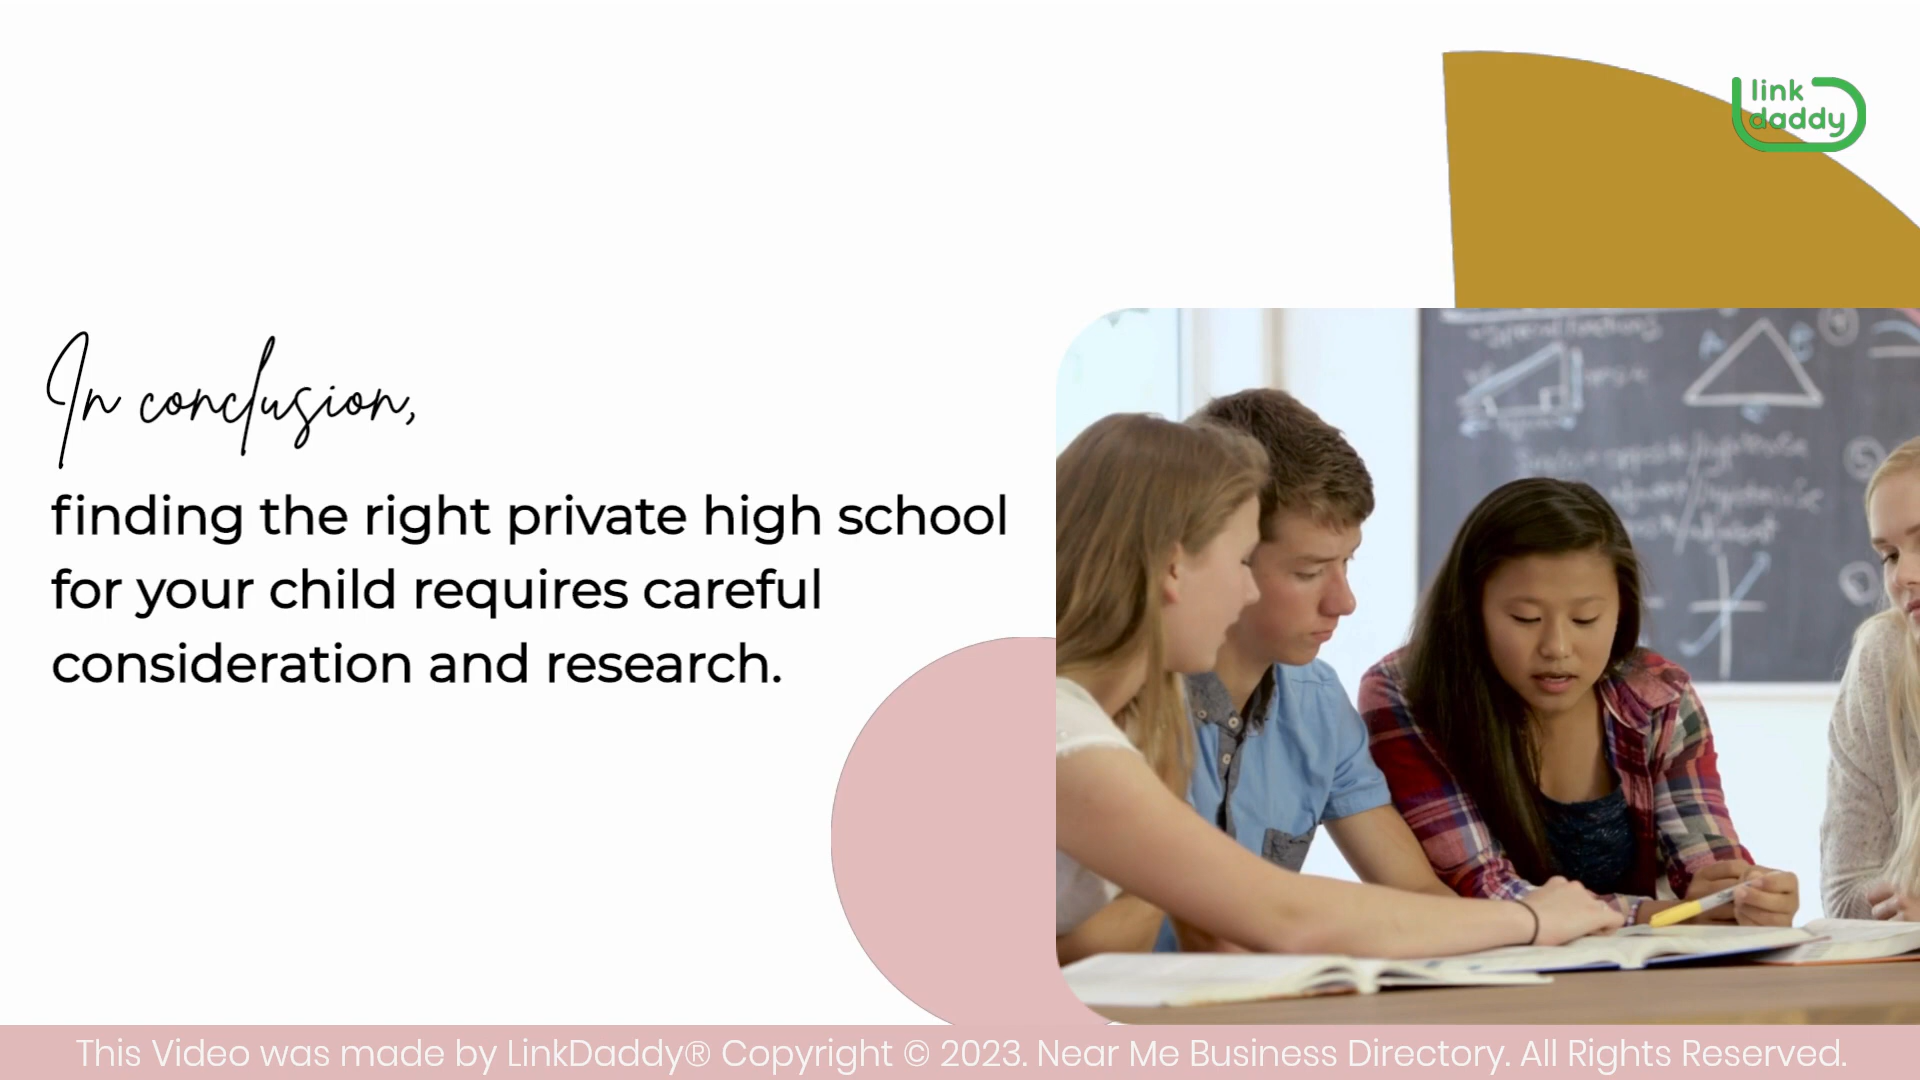 link
daddy
In conclusion,
finding the right private high school
for your child requires careful
consideration and research.
This Video was made by LinkDaddy® Copyright © 2023. Near Me Business Directory. All Rights Reserved.